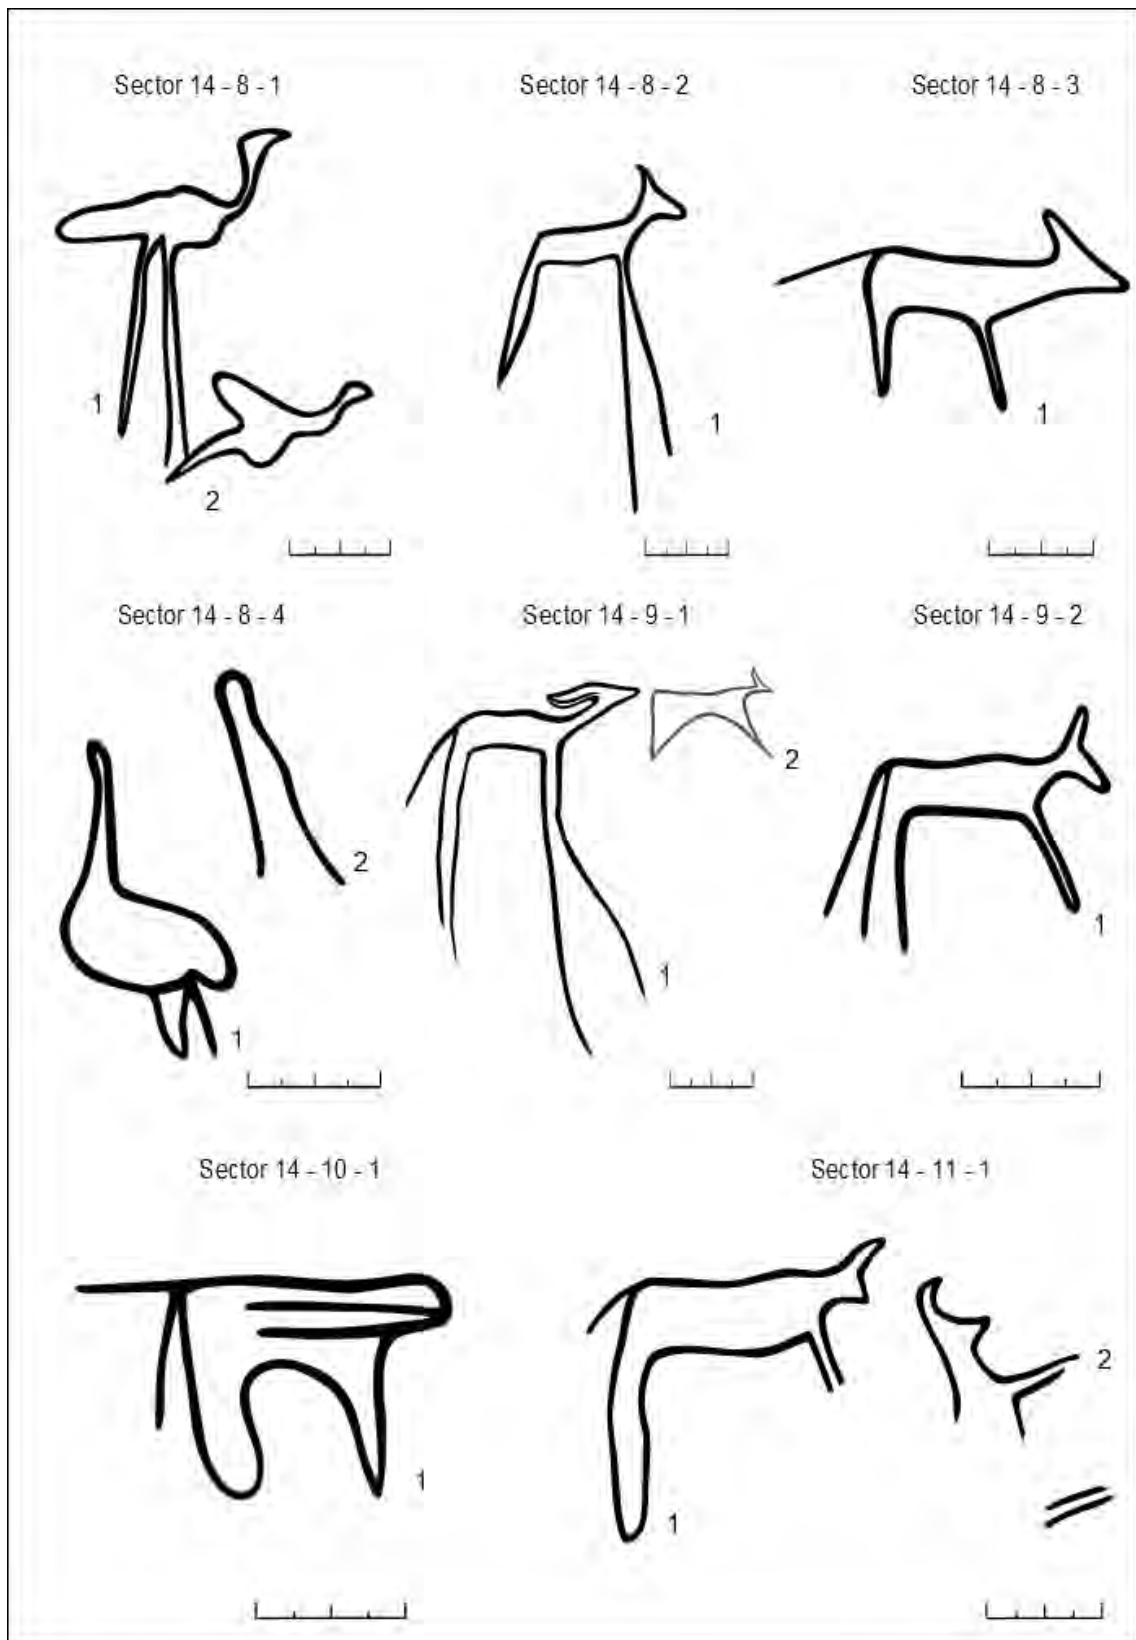 Sector 14 - 8 - 1
Sector 14 - 8 - 2
Sector 14 - 8 - 3
1
2
1
1
Sector 14 - 8 - 4
Sector 14 - 9 - 1
Sector 14 - 9 - 2
2
1
2
1
1
Sector 14 - 10 - 1
Sector 14 - 11 - 1
1
1
2